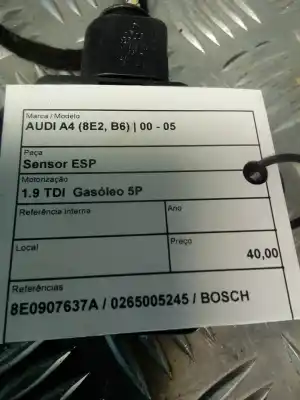 Marca / Modelo
AUDI A4 (8E2, B6) | 00 - 05
Peça
Sensor ESP
Motorização
1.9 TDI Gasóleo 5P
Referência Interna
Ano
Local
Preço
40,00
Referências
8E0907637A / 0265005245 / BOSCH